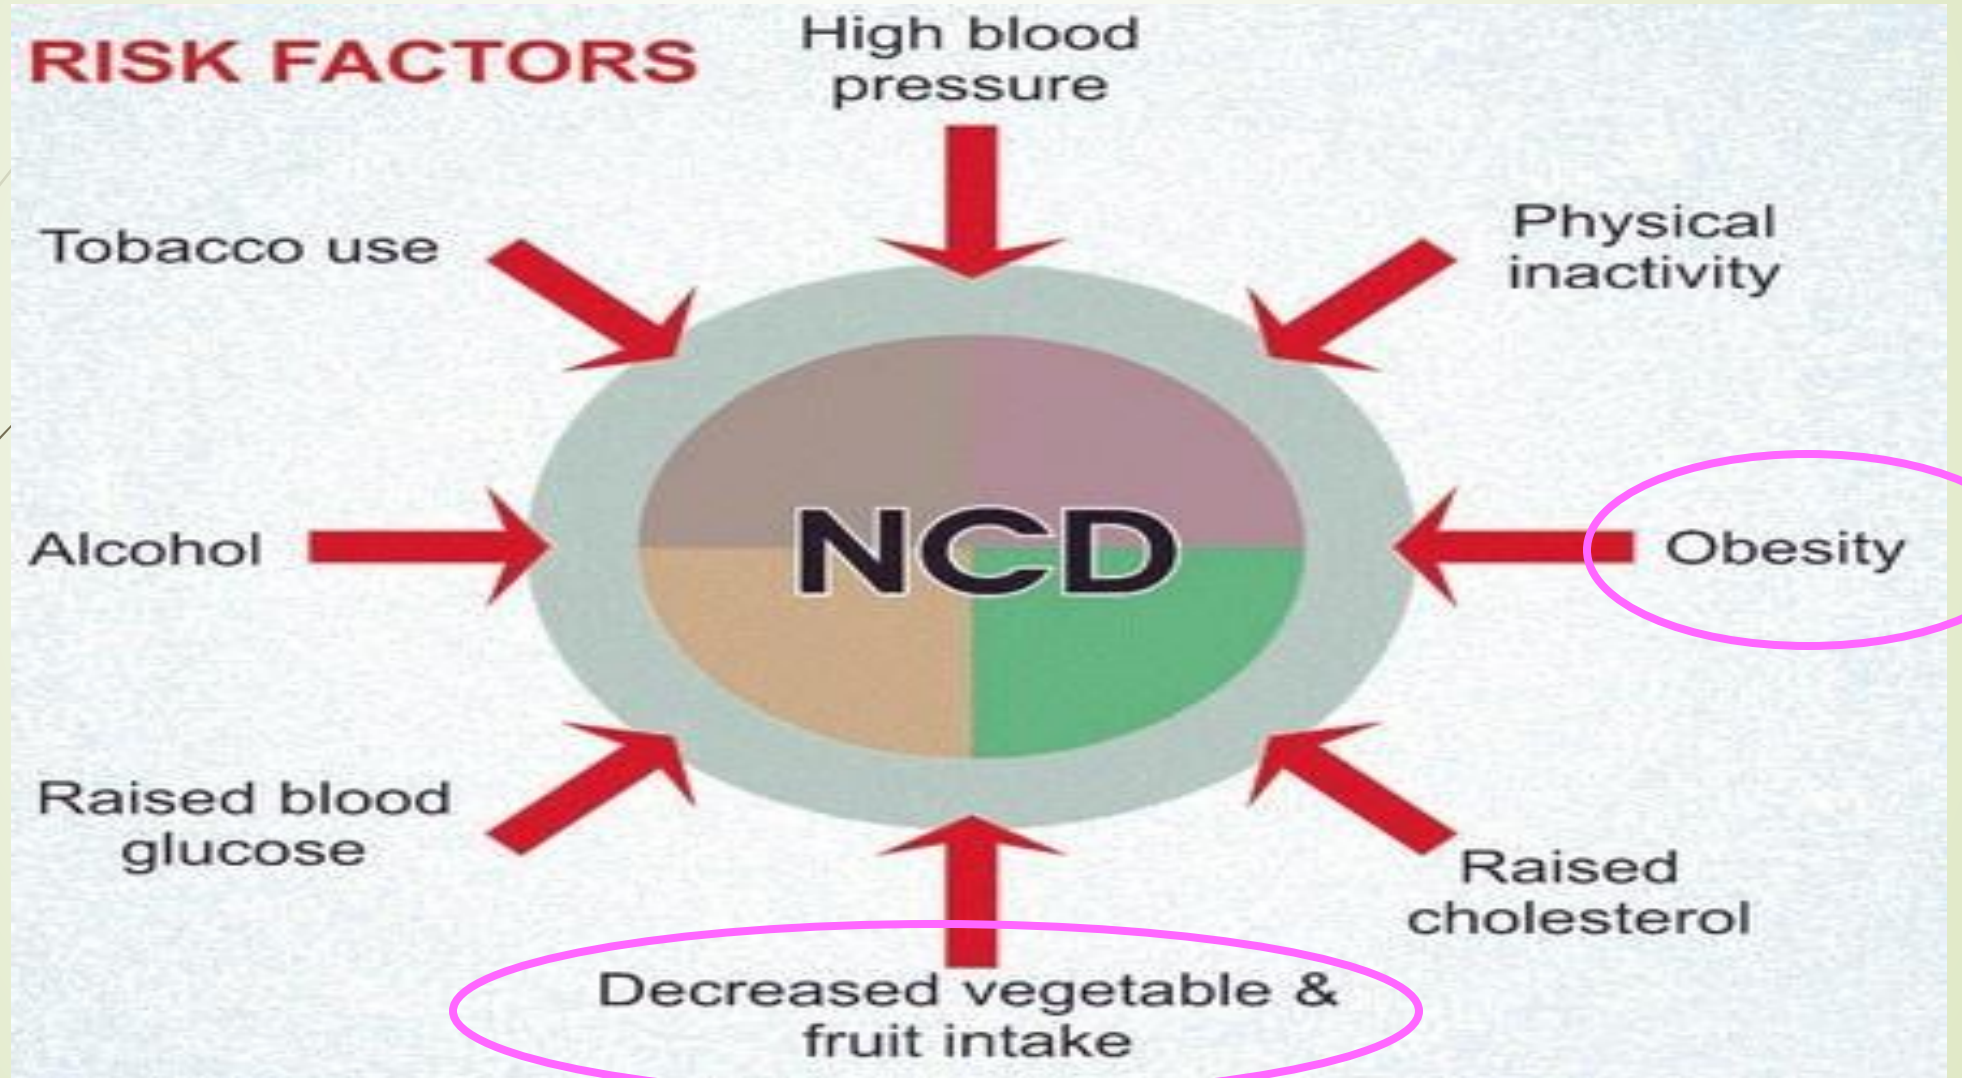 RISK FACTORS
High blood
pressure
Tobacco use
Physical
inactivity
NCD
Alcohol
Obesity
Raised blood
glucose
Raised
cholesterol
Decreased vegetable &
fruit intake